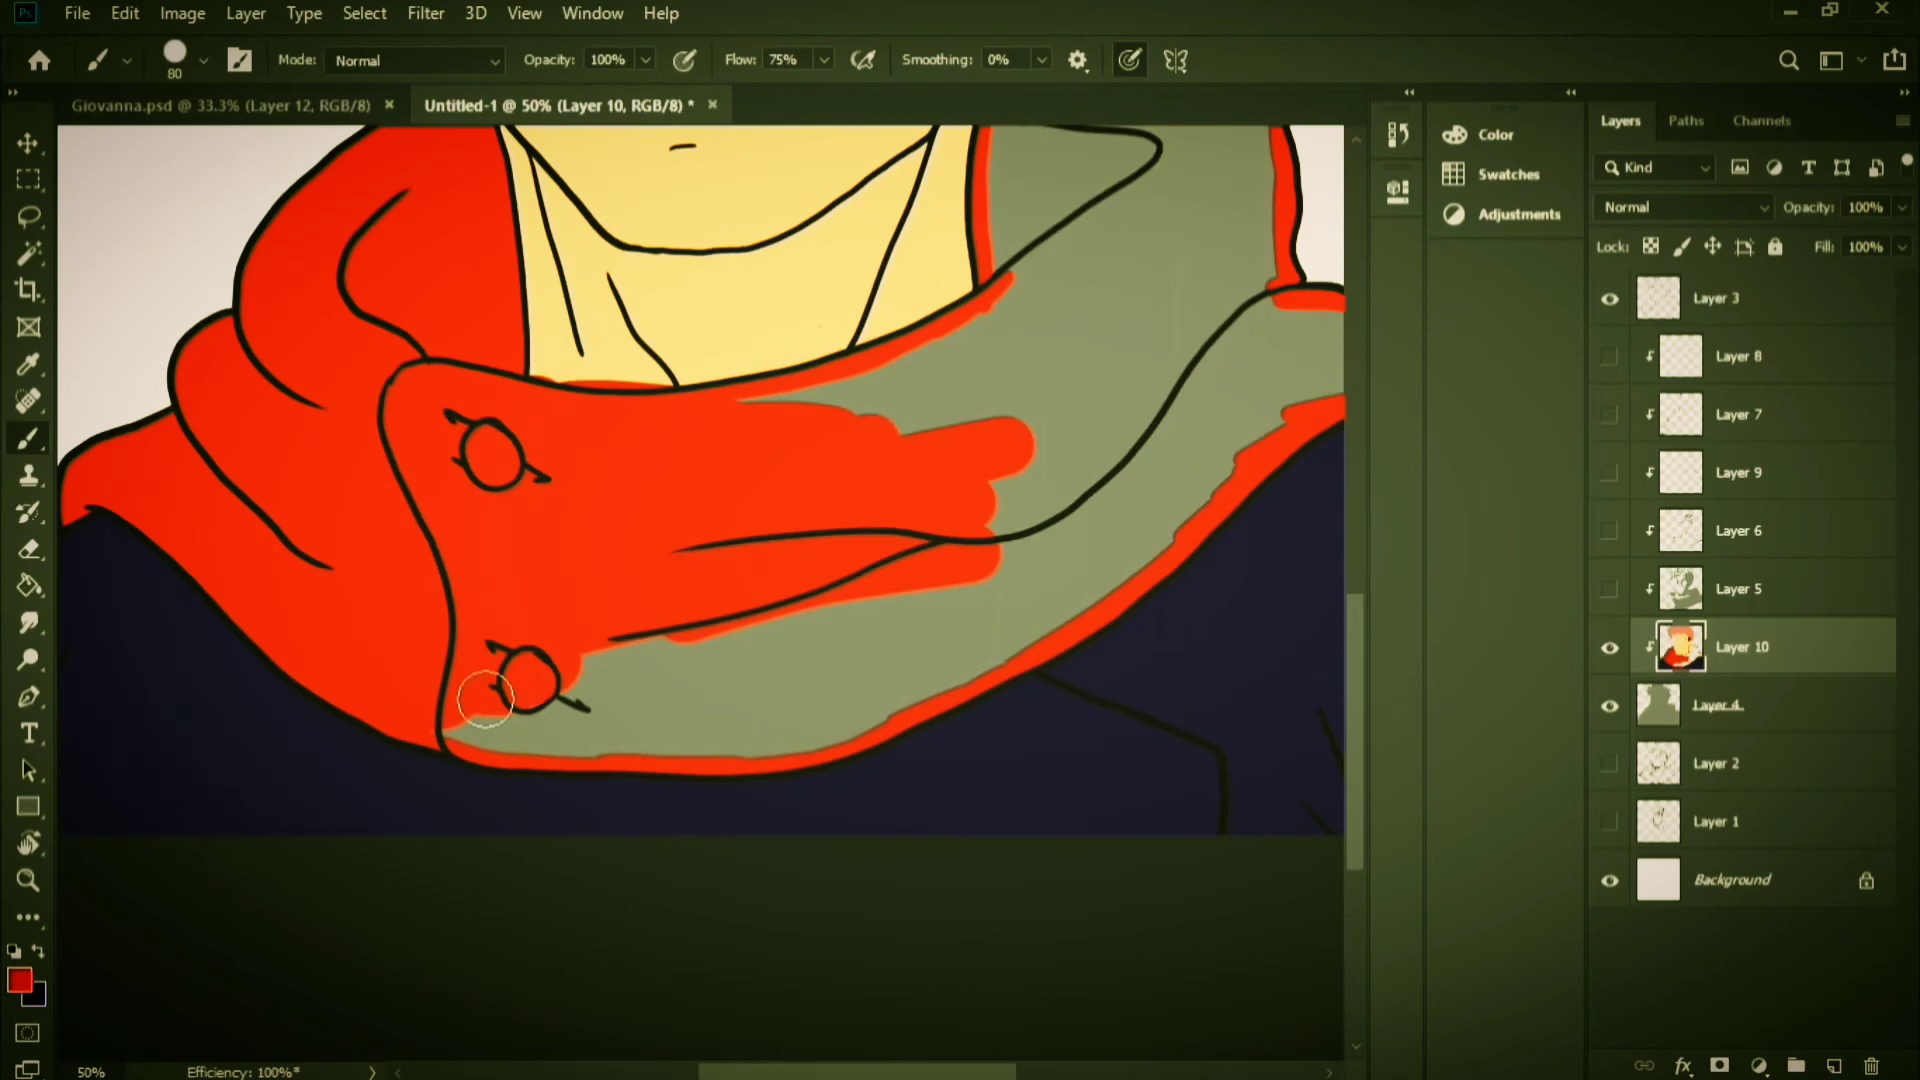 Ps File Edit Image Layer Type Select Filter 3D View Window Help
80 Mode: Normal Opacity: 100% Flow: 75% Smoothing: 0%
Giovanna.psd @ 33.3% (Layer 12, RGB/8) × Untitled-1 @ 50% (Layer 10, RGB/8) * ×
Color
Swatches
Adjustments
Layers Paths Channels
Kind
Normal Opacity: 100%
Lock: Fill: 100%
Layer 3
Layer 8
Layer 7
Layer 9
Layer 6
Layer 5
Layer 10
Layer 4
Layer 2
Layer 1
Background
50% Efficiency: 100%*